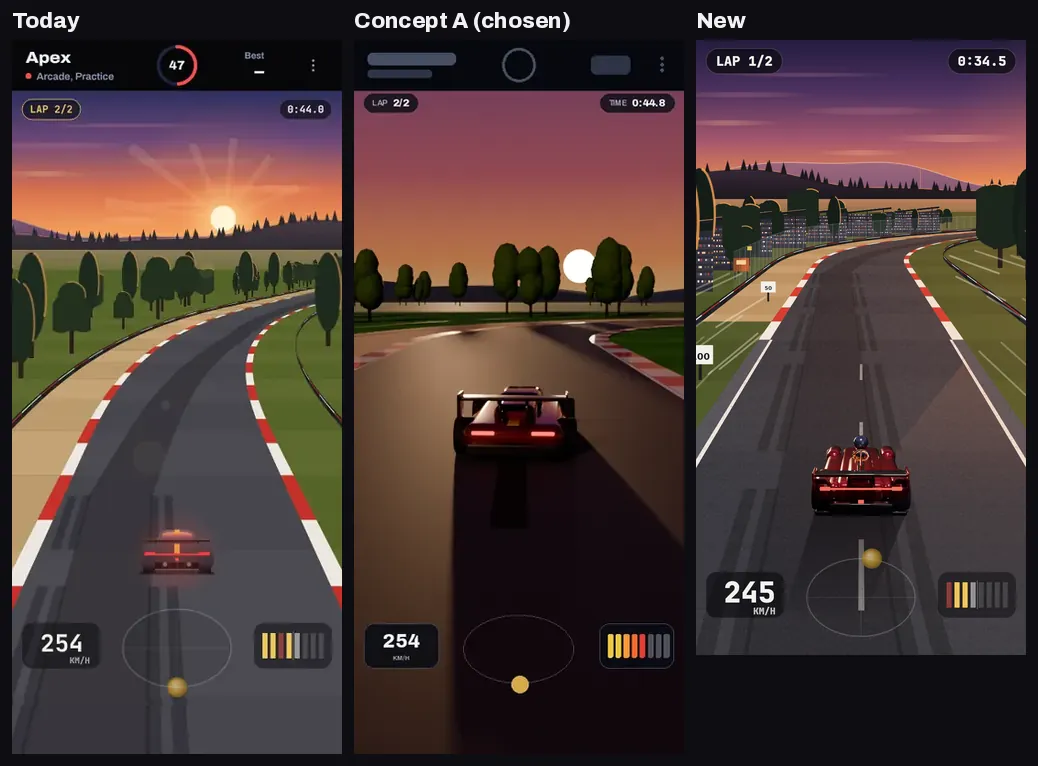 Today
Apex
Arcade, Practice
47
Best
–
LAP 2/2
0:44.0
254
KM/H
Concept A (chosen)
LAP 2/2
TIME 0:44.8
254
KM/H
New
LAP 1/2
0:34.5
50
00
245
KM/H